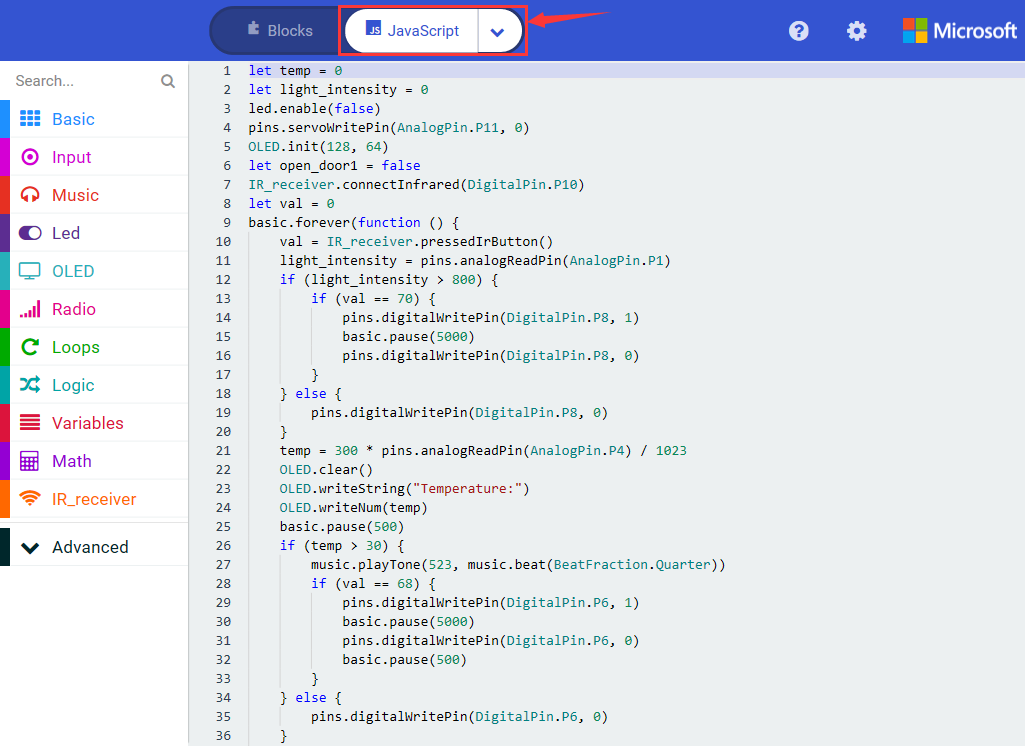 Blocks
JS JavaScript
?
Microsoft
Search...
Basic
Input
Music
Led
OLED
Radio
Loops
Logic
Variables
Math
IR_receiver
Advanced
1 let temp = 0
2 let light_intensity = 0
3 led.enable(false)
4 pins.servoWritePin(AnalogPin.P11, 0)
5 OLED.init(128, 64)
6 let open_door1 = false
7 IR_receiver.connectInfrared(DigitalPin.P10)
8 let val = 0
9 basic.forever(function () {
10 val = IR_receiver.pressedIrButton()
11 light_intensity = pins.analogReadPin(AnalogPin.P1)
12 if (light_intensity > 800) {
13 if (val == 70) {
14 pins.digitalWritePin(DigitalPin.P8, 1)
15 basic.pause(5000)
16 pins.digitalWritePin(DigitalPin.P8, 0)
17 }
18 } else {
19 pins.digitalWritePin(DigitalPin.P8, 0)
20 }
21 temp = 300 * pins.analogReadPin(AnalogPin.P4) / 1023
22 OLED.clear()
23 OLED.writeString("Temperature:")
24 OLED.writeNum(temp)
25 basic.pause(500)
26 if (temp > 30) {
27 music.playTone(523, music.beat(BeatFraction.Quarter))
28 if (val == 68) {
29 pins.digitalWritePin(DigitalPin.P6, 1)
30 basic.pause(5000)
31 pins.digitalWritePin(DigitalPin.P6, 0)
32 basic.pause(500)
33 }
34 } else {
35 pins.digitalWritePin(DigitalPin.P6, 0)
36 }